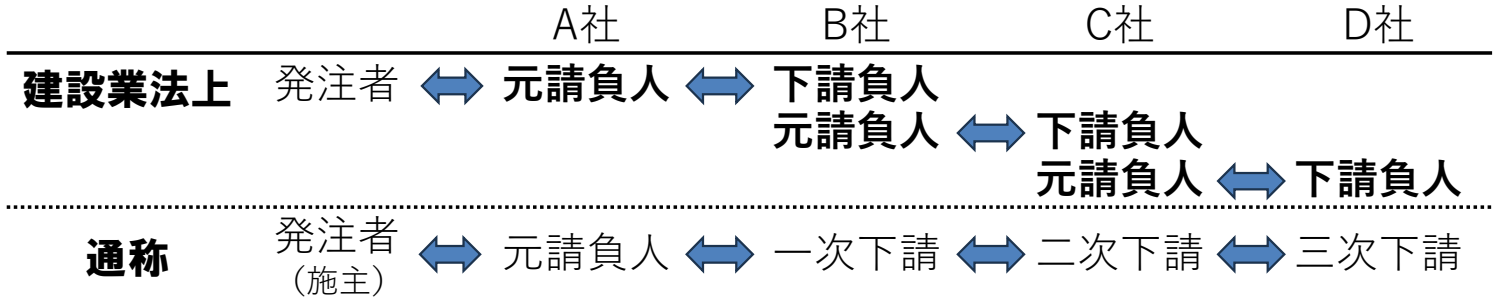 A社 B社 C社 D社
建設業法上 発注者 元請負人 下請負人
元請負人 下請負人
元請負人 下請負人
通称 発注者 元請負人 一次下請 二次下請 三次下請
(施主)